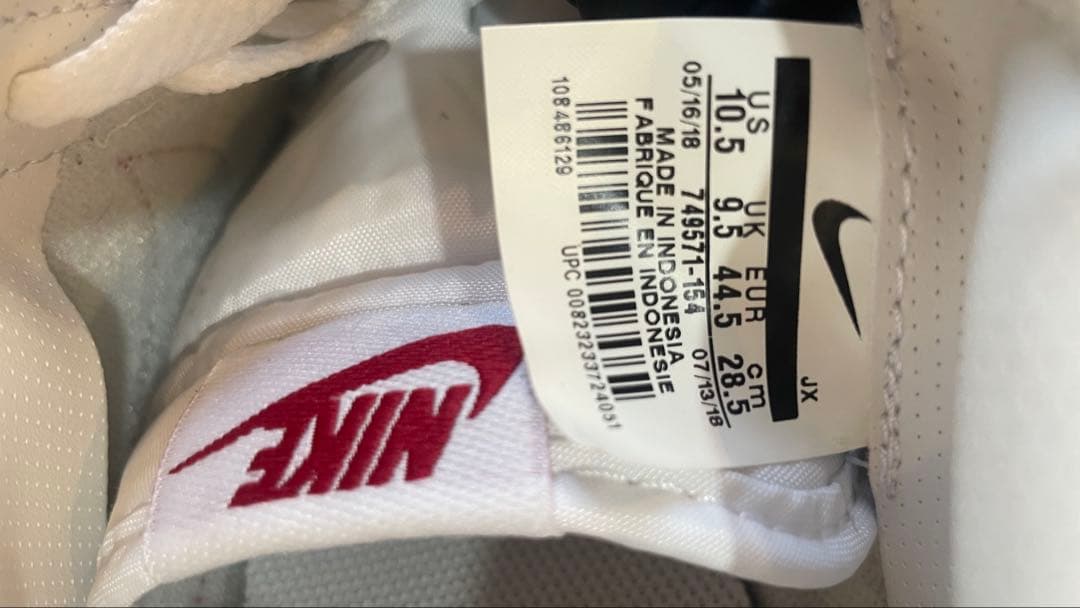 JX
US UK EUR cm
10.5 9.5 44.5 28.5
05/16/18 749571-154 07/13/18
MADE IN INDONESIA
FABRIQUE EN INDONESIE
UPC 00823233724051
108486129
NIKE